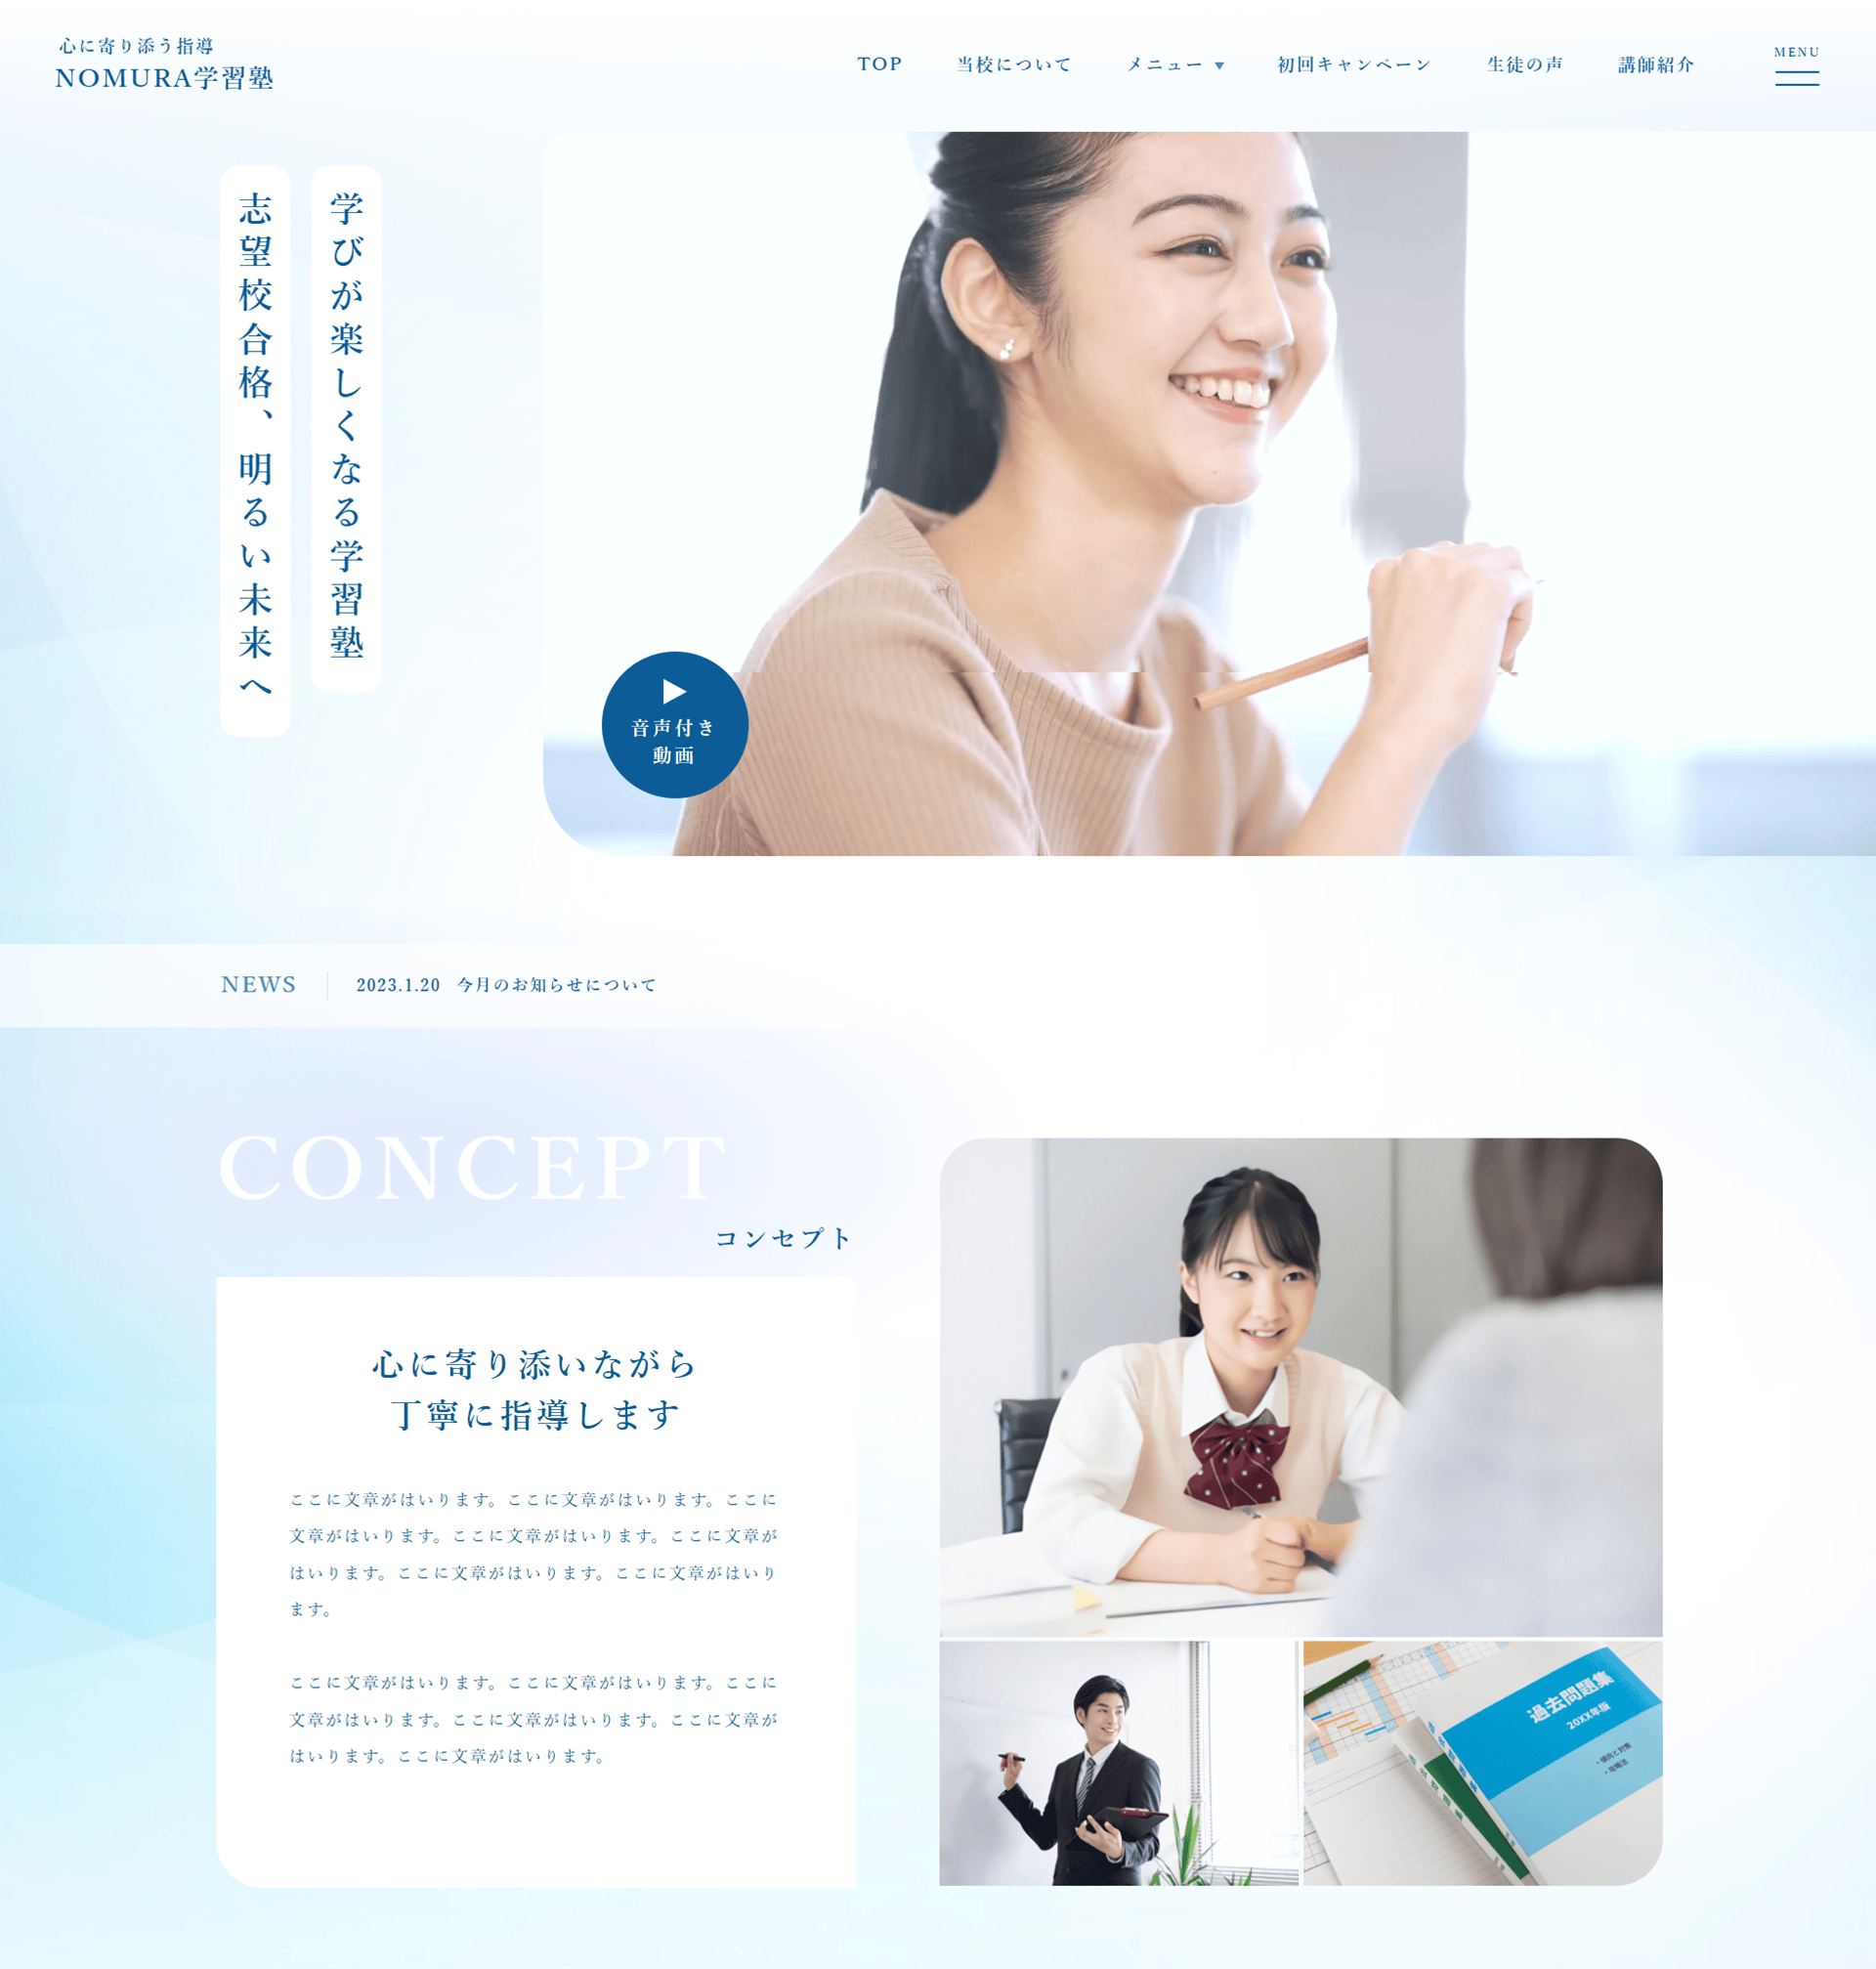 心に寄り添う指導
NOMURA学習塾
TOP
当校について
メニュー ▼
初回キャンペーン
生徒の声
講師紹介
MENU
学びが楽しくなる学習塾
志望校合格、明るい未来へ
音声付き
動画
NEWS
2023.1.20 今月のお知らせについて
CONCEPT
コンセプト
心に寄り添いながら
丁寧に指導します
ここに文章がはいります。ここに文章がはいります。ここに
文章がはいります。ここに文章がはいります。ここに文章が
はいります。ここに文章がはいります。ここに文章がはいり
ます。
ここに文章がはいります。ここに文章がはいります。ここに
文章がはいります。ここに文章がはいります。ここに文章が
はいります。ここに文章がはいります。
過去問題集
20XX年版
・傾向と対策
・攻略法